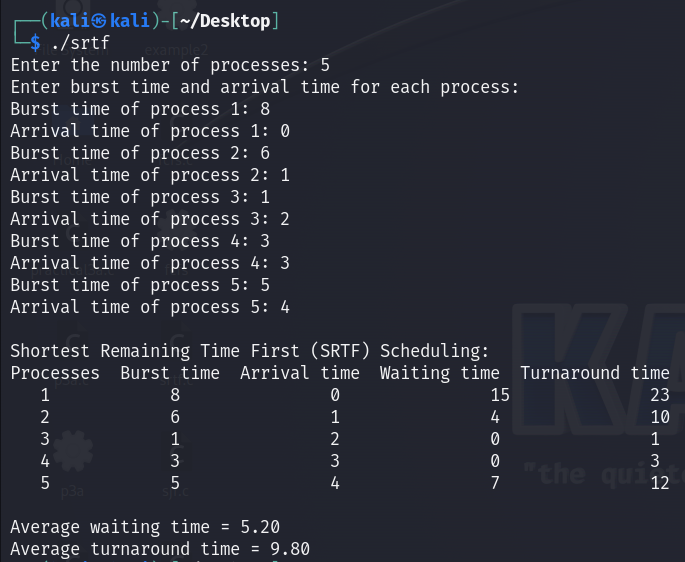 ┌──(kali㉿kali)-[~/Desktop]
└─$ ./srtf
Enter the number of processes: 5
Enter burst time and arrival time for each process:
Burst time of process 1: 8
Arrival time of process 1: 0
Burst time of process 2: 6
Arrival time of process 2: 1
Burst time of process 3: 1
Arrival time of process 3: 2
Burst time of process 4: 3
Arrival time of process 4: 3
Burst time of process 5: 5
Arrival time of process 5: 4
Shortest Remaining Time First (SRTF) Scheduling:
Processes  Burst time  Arrival time  Waiting time  Turnaround time
1 8 0 15 23
2 6 1 4 10
3 1 2 0 1
4 3 3 0 3
5 5 4 7 12
Average waiting time = 5.20
Average turnaround time = 9.80
example2
KA
"the quiet
p3a